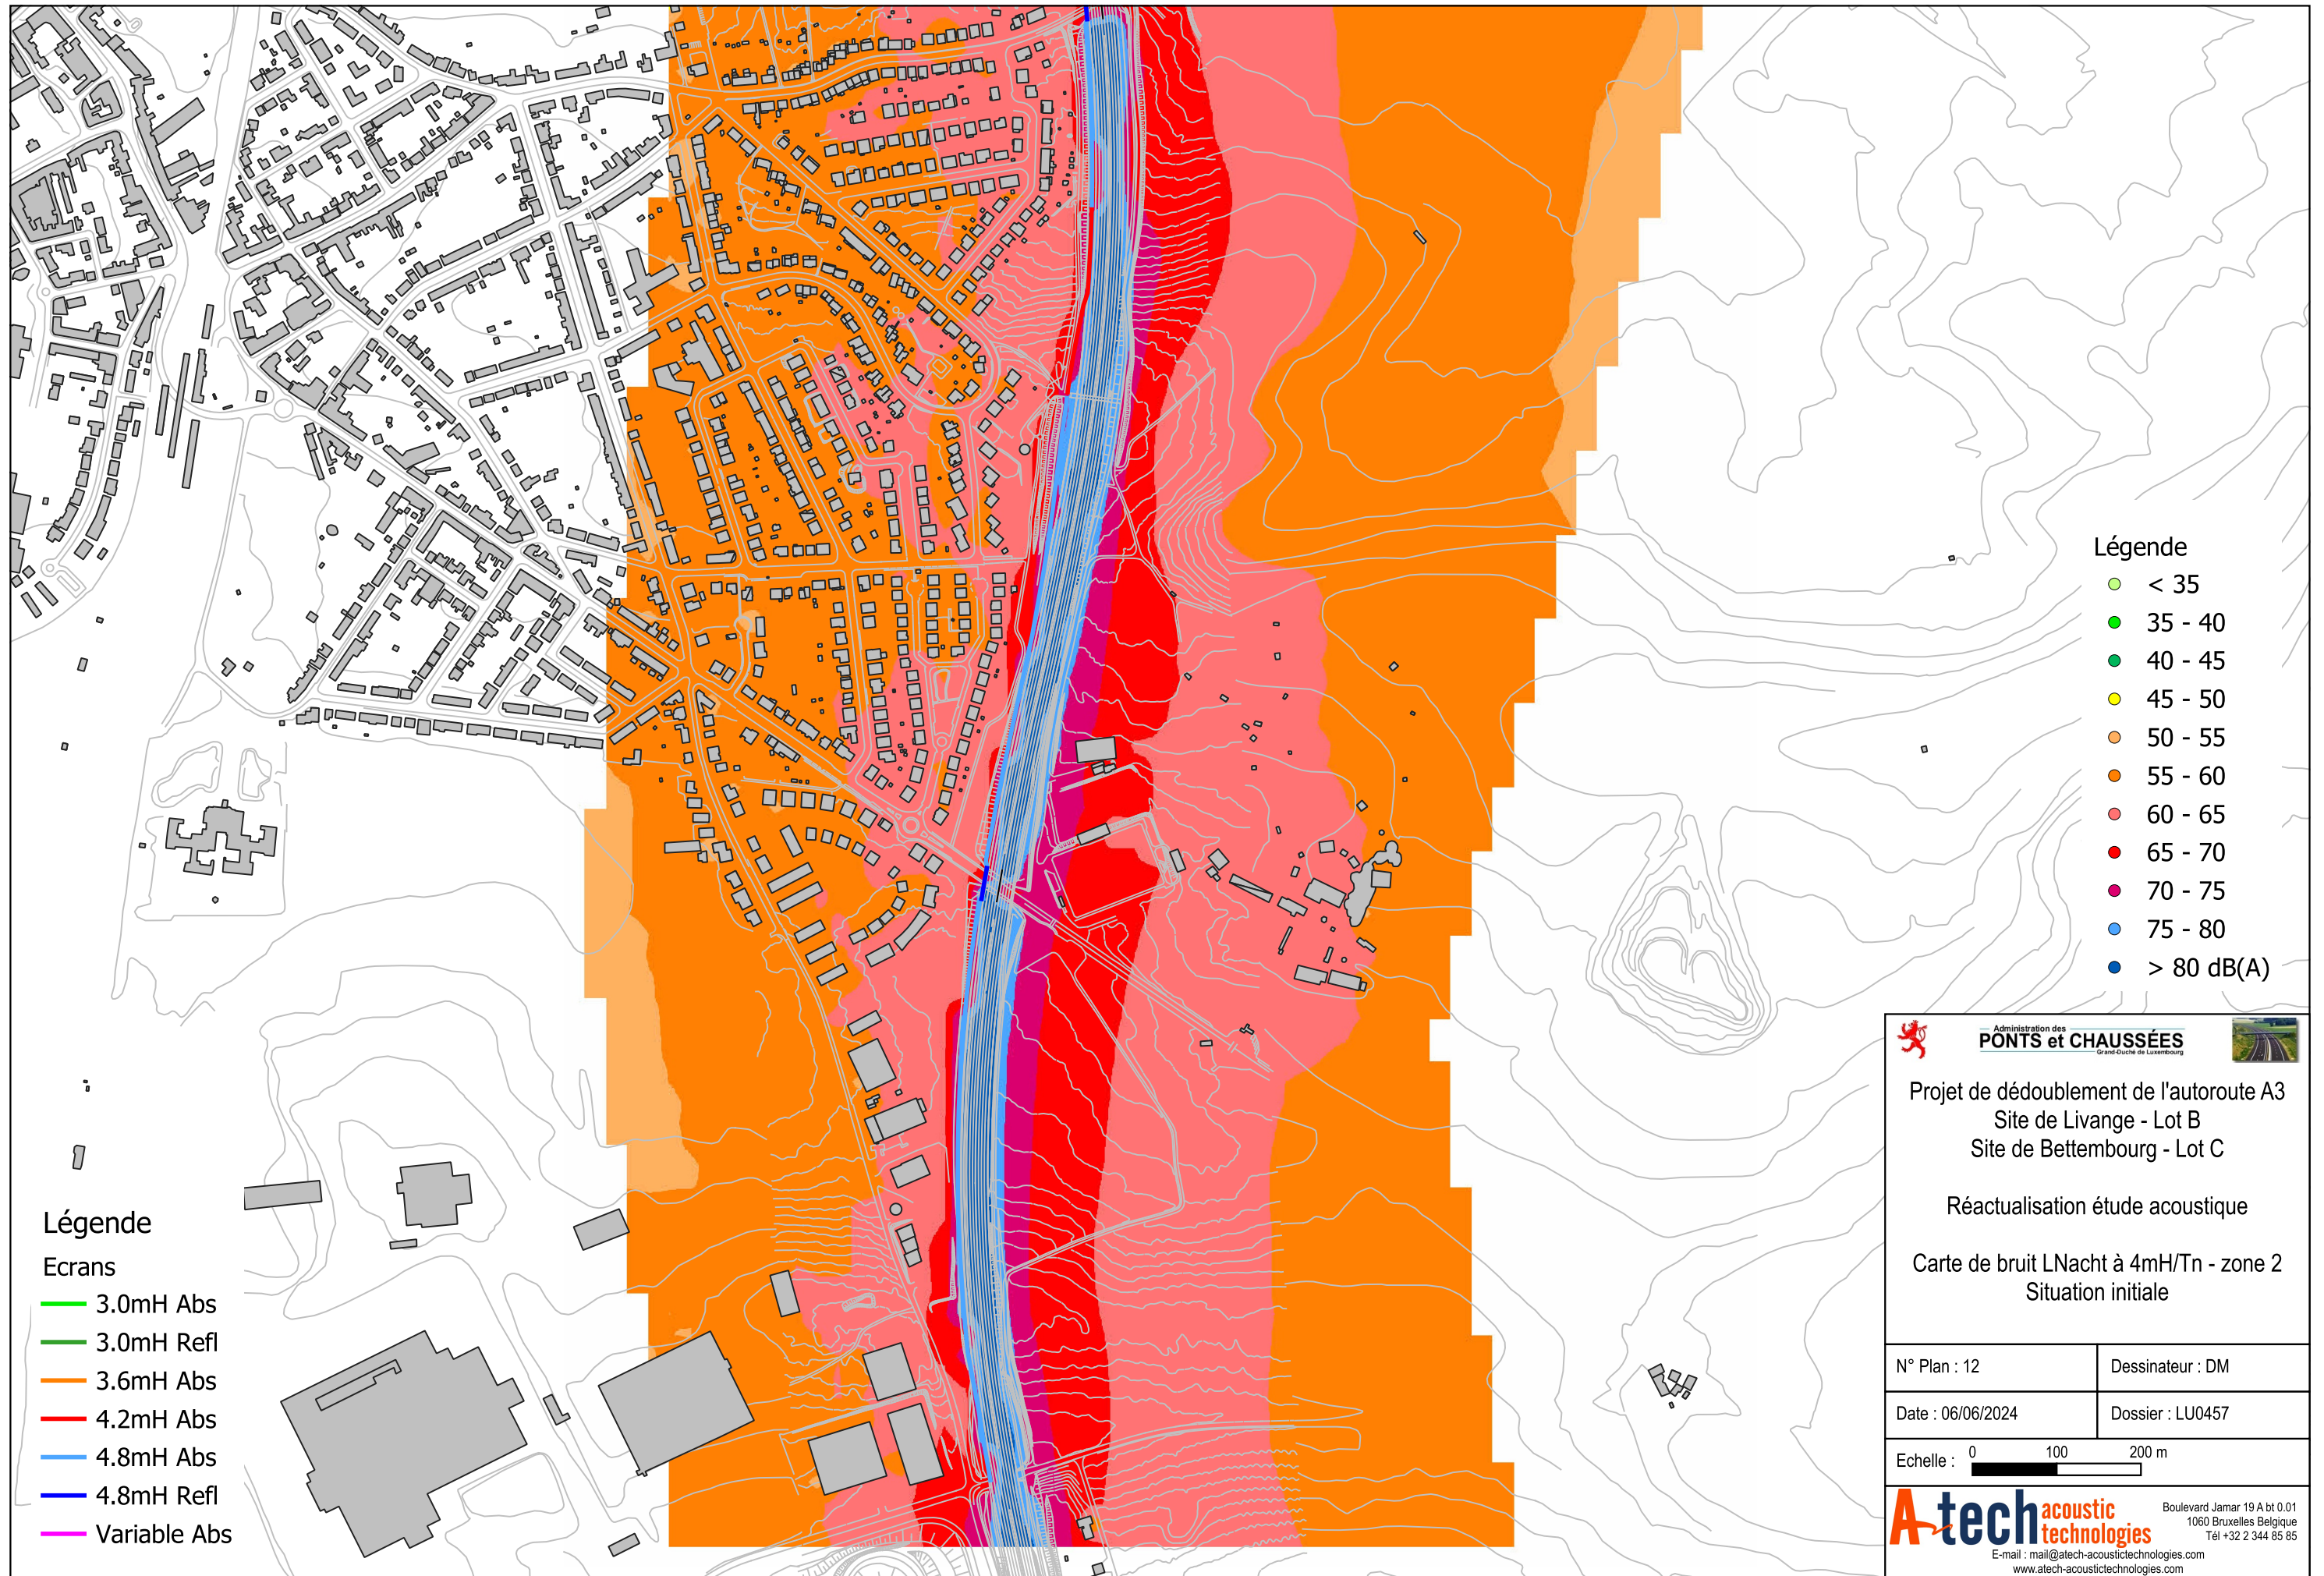 Légende
< 35
35 - 40
40 - 45
45 - 50
50 - 55
55 - 60
60 - 65
65 - 70
70 - 75
75 - 80
> 80 dB(A)
Légende
Ecrans
3.0mH Abs
3.0mH Refl
3.6mH Abs
4.2mH Abs
4.8mH Abs
4.8mH Refl
Variable Abs
Administration des
PONTS et CHAUSSÉES
Grand-Duché de Luxembourg
Projet de dédoublement de l'autoroute A3
Site de Livange - Lot B
Site de Bettembourg - Lot C
Réactualisation étude acoustique
Carte de bruit LNacht à 4mH/Tn - zone 2
Situation initiale
N° Plan : 12
Dessinateur : DM
Date : 06/06/2024
Dossier : LU0457
Echelle :
0 100 200 m
A-tech acoustic technologies
Boulevard Jamar 19 A bt 0.01
1060 Bruxelles Belgique
Tél +32 2 344 85 85
E-mail : mail@atech-acoustictechnologies.com
www.atech-acoustictechnologies.com